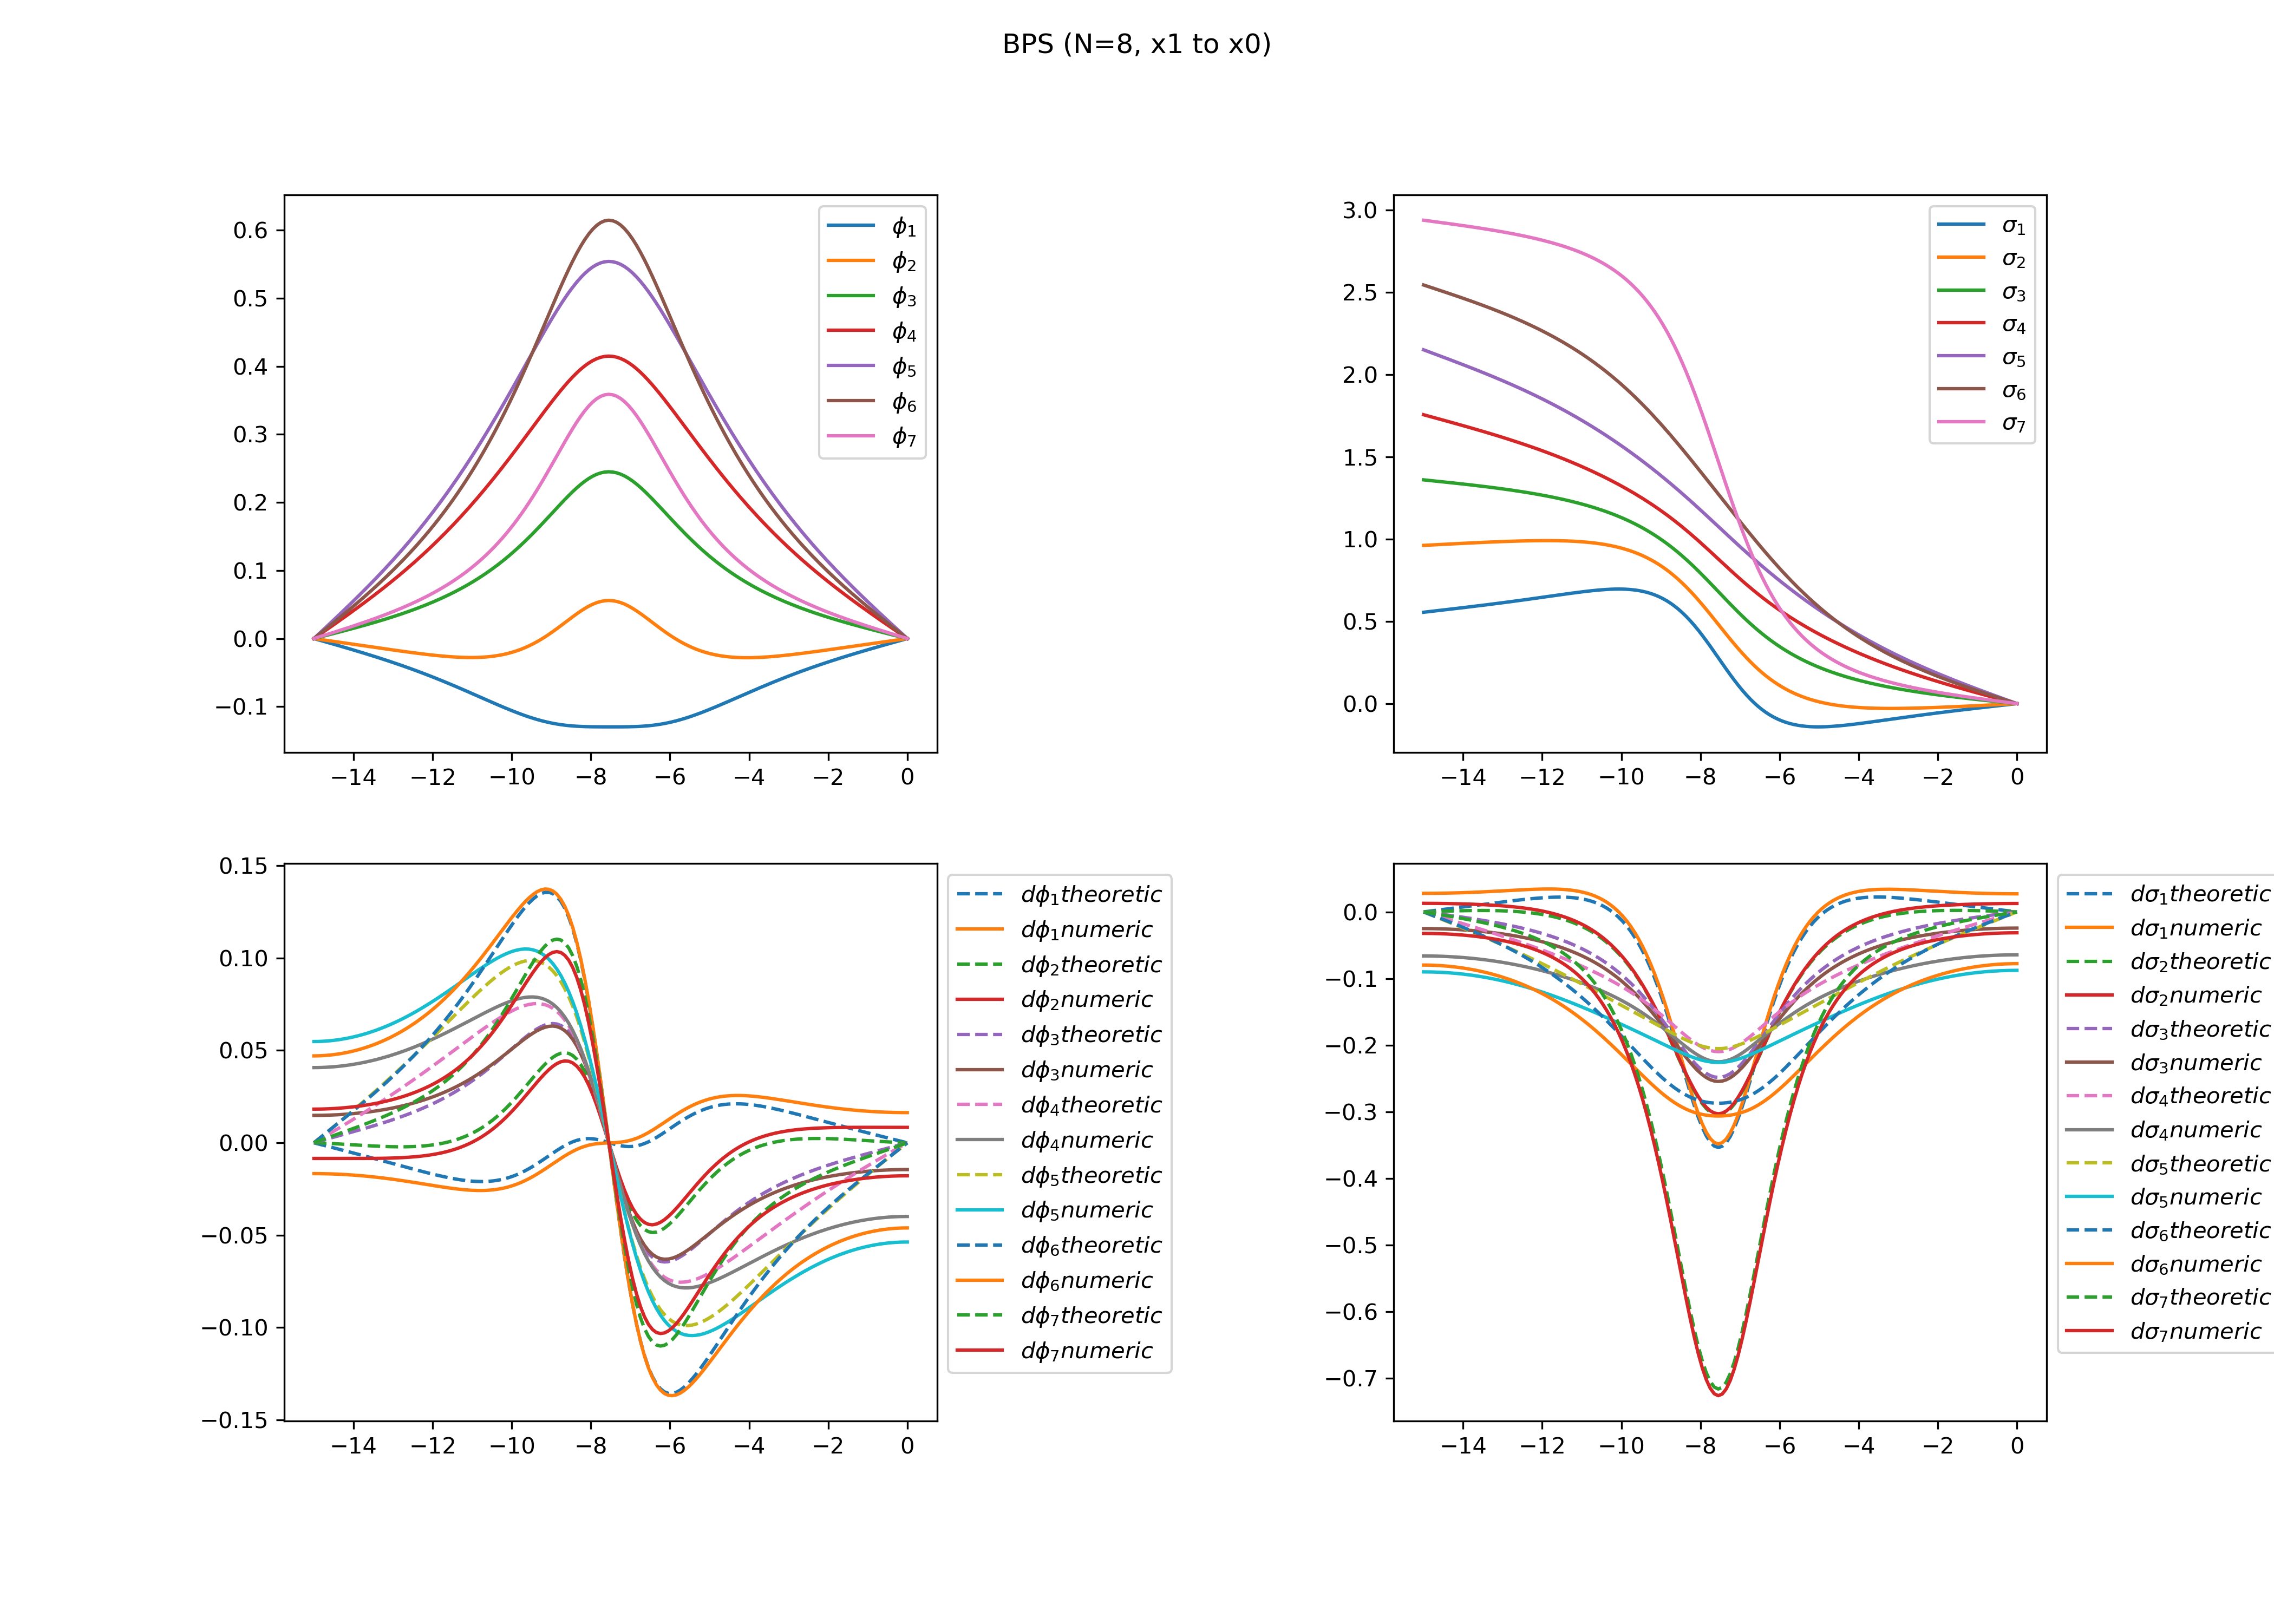 BPS (N=8, x1 to x0)
0.6
0.5
0.4
0.3
0.2
0.1
0.0
−0.1
−14 −12 −10 −8 −6 −4 −2 0
ϕ1
ϕ2
ϕ3
ϕ4
ϕ5
ϕ6
ϕ7
3.0
2.5
2.0
1.5
1.0
0.5
0.0
−14 −12 −10 −8 −6 −4 −2 0
σ1
σ2
σ3
σ4
σ5
σ6
σ7
0.15
0.10
0.05
0.00
−0.05
−0.10
−0.15
−14 −12 −10 −8 −6 −4 −2 0
dϕ1theoretic
dϕ1numeric
dϕ2theoretic
dϕ2numeric
dϕ3theoretic
dϕ3numeric
dϕ4theoretic
dϕ4numeric
dϕ5theoretic
dϕ5numeric
dϕ6theoretic
dϕ6numeric
dϕ7theoretic
dϕ7numeric
0.0
−0.1
−0.2
−0.3
−0.4
−0.5
−0.6
−0.7
−14 −12 −10 −8 −6 −4 −2 0
dσ1theoretic
dσ1numeric
dσ2theoretic
dσ2numeric
dσ3theoretic
dσ3numeric
dσ4theoretic
dσ4numeric
dσ5theoretic
dσ5numeric
dσ6theoretic
dσ6numeric
dσ7theoretic
dσ7numeric